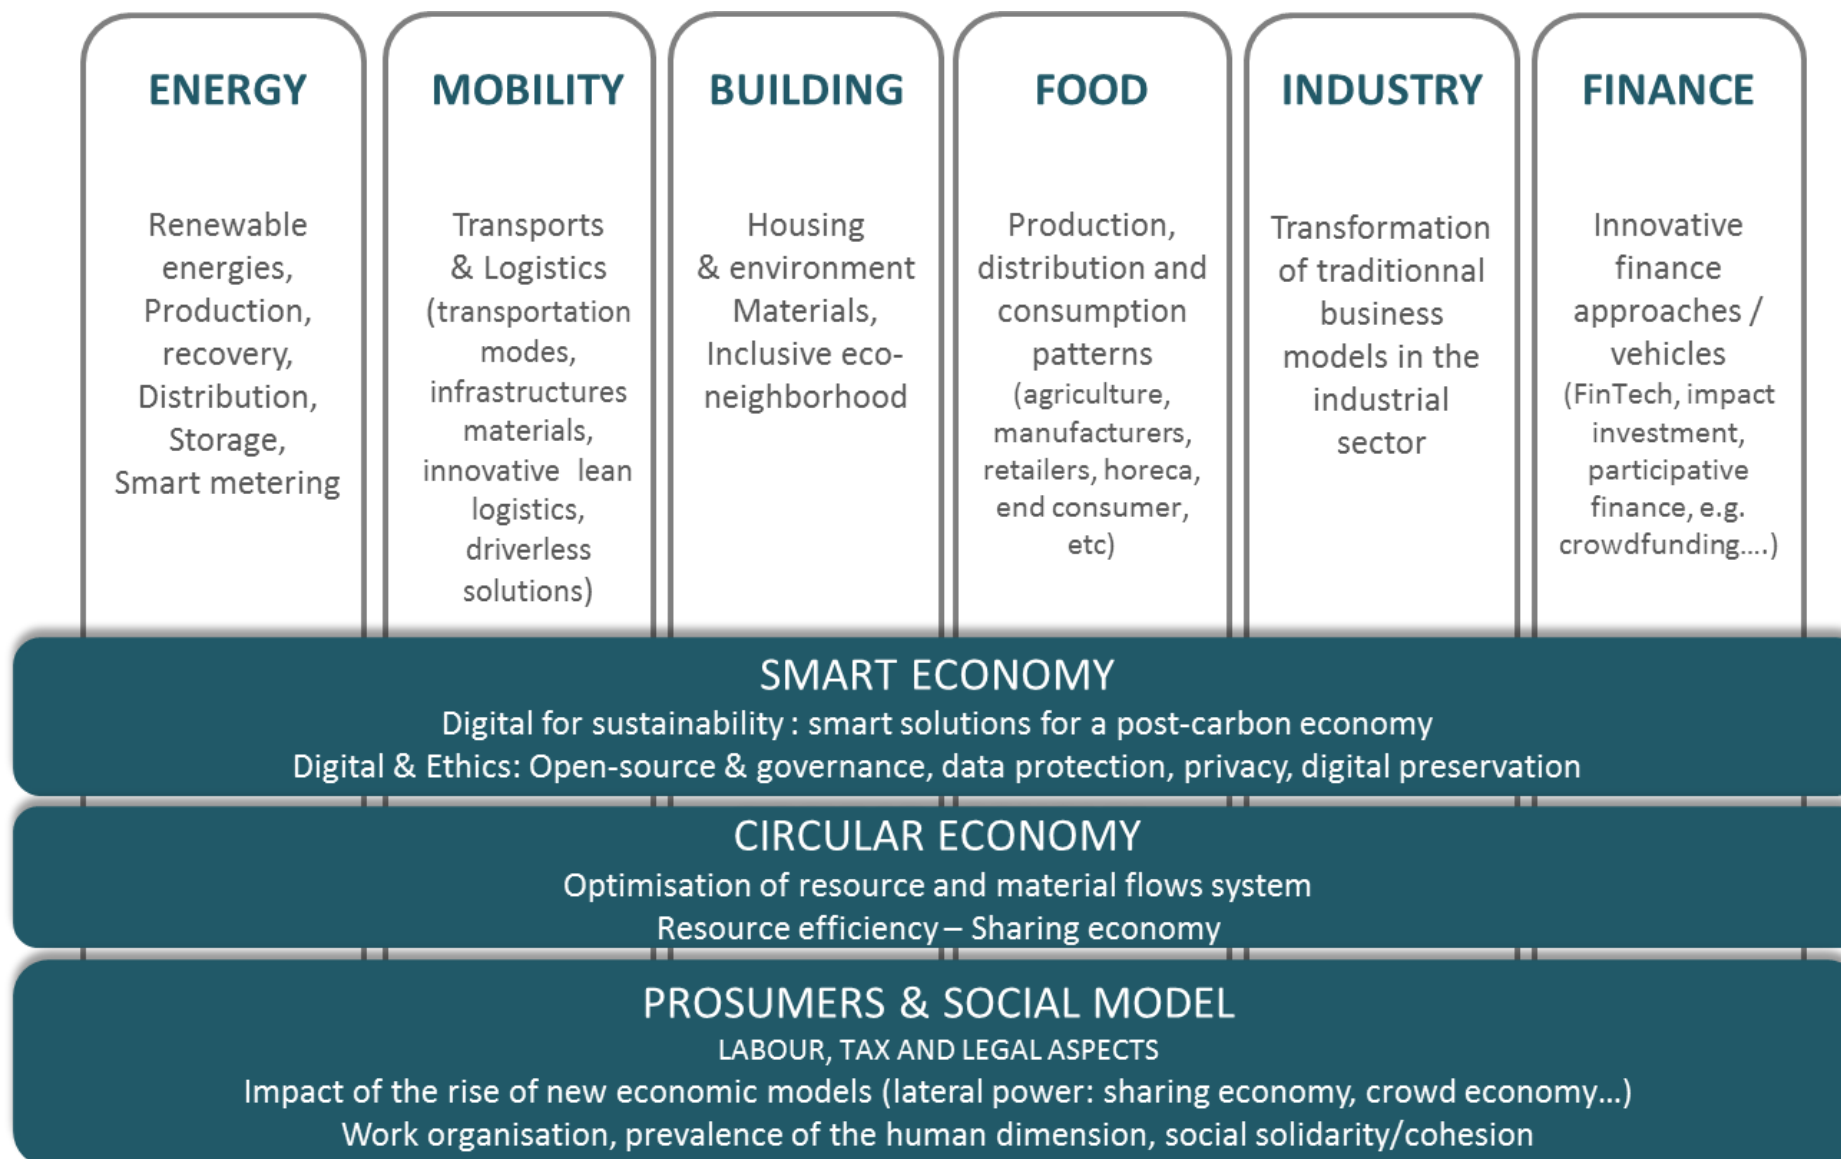 ENERGY
Renewable
energies,
Production,
recovery,
Distribution,
Storage,
Smart metering
MOBILITY
Transports
& Logistics
(transportation
modes,
infrastructures
materials,
innovative lean
logistics,
driverless
solutions)
BUILDING
Housing
& environment
Materials,
Inclusive eco-
neighborhood
FOOD
Production,
distribution and
consumption
patterns
(agriculture,
manufacturers,
retailers, horeca,
end consumer,
etc)
INDUSTRY
Transformation
of traditionnal
business
models in the
industrial
sector
FINANCE
Innovative
finance
approaches /
vehicles
(FinTech, impact
investment,
participative
finance, e.g.
crowdfunding....)
SMART ECONOMY
Digital for sustainability : smart solutions for a post-carbon economy
Digital & Ethics: Open-source & governance, data protection, privacy, digital preservation
CIRCULAR ECONOMY
Optimisation of resource and material flows system
Resource efficiency – Sharing economy
PROSUMERS & SOCIAL MODEL
LABOUR, TAX AND LEGAL ASPECTS
Impact of the rise of new economic models (lateral power: sharing economy, crowd economy...)
Work organisation, prevalence of the human dimension, social solidarity/cohesion